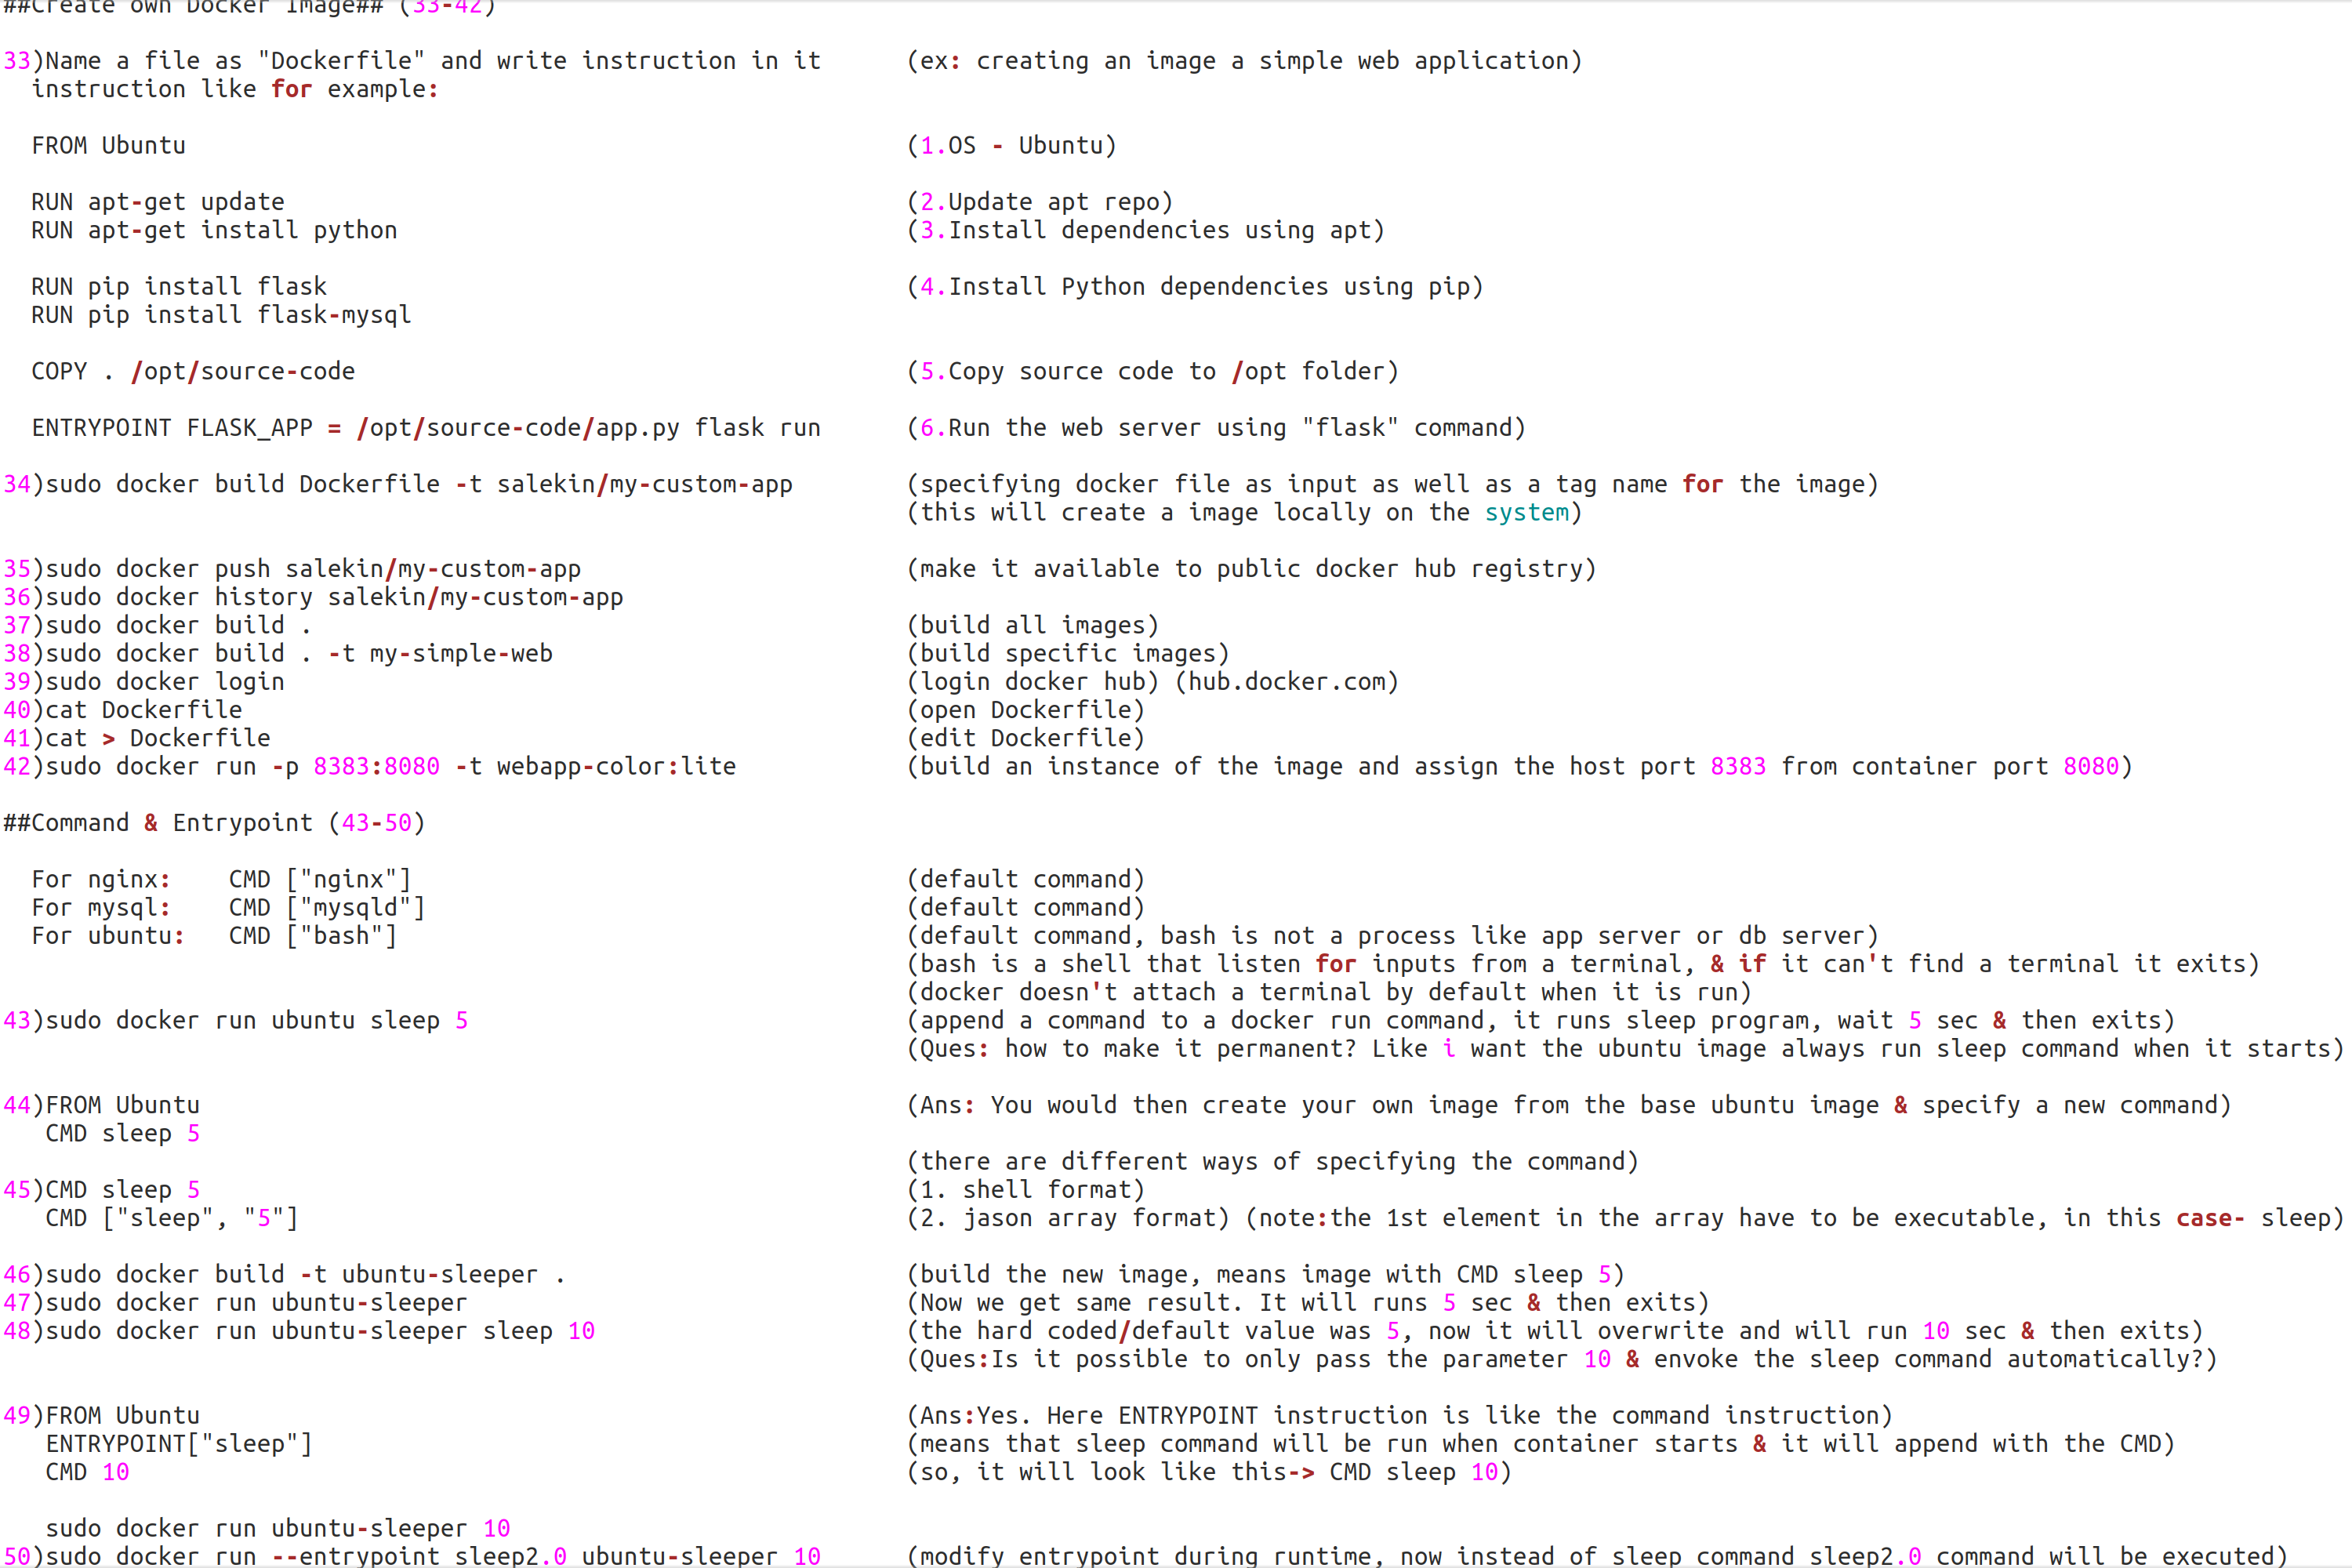 ##Create own Docker Image## (33-42)
33)Name a file as "Dockerfile" and write instruction in it (ex: creating an image a simple web application)
instruction like for example:
FROM Ubuntu (1.OS - Ubuntu)
RUN apt-get update (2.Update apt repo)
RUN apt-get install python (3.Install dependencies using apt)
RUN pip install flask (4.Install Python dependencies using pip)
RUN pip install flask-mysql
COPY . /opt/source-code (5.Copy source code to /opt folder)
ENTRYPOINT FLASK_APP = /opt/source-code/app.py flask run (6.Run the web server using "flask" command)
34)sudo docker build Dockerfile -t salekin/my-custom-app (specifying docker file as input as well as a tag name for the image)
(this will create a image locally on the system)
35)sudo docker push salekin/my-custom-app (make it available to public docker hub registry)
36)sudo docker history salekin/my-custom-app
37)sudo docker build . (build all images)
38)sudo docker build . -t my-simple-web (build specific images)
39)sudo docker login (login docker hub) (hub.docker.com)
40)cat Dockerfile (open Dockerfile)
41)cat > Dockerfile (edit Dockerfile)
42)sudo docker run -p 8383:8080 -t webapp-color:lite (build an instance of the image and assign the host port 8383 from container port 8080)
##Command & Entrypoint (43-50)
For nginx: CMD ["nginx"] (default command)
For mysql: CMD ["mysqld"] (default command)
For ubuntu: CMD ["bash"] (default command, bash is not a process like app server or db server)
(bash is a shell that listen for inputs from a terminal, & if it can't find a terminal it exits)
(docker doesn't attach a terminal by default when it is run)
43)sudo docker run ubuntu sleep 5 (append a command to a docker run command, it runs sleep program, wait 5 sec & then exits)
(Ques: how to make it permanent? Like i want the ubuntu image always run sleep command when it starts)
44)FROM Ubuntu (Ans: You would then create your own image from the base ubuntu image & specify a new command)
CMD sleep 5
(there are different ways of specifying the command)
45)CMD sleep 5 (1. shell format)
CMD ["sleep", "5"] (2. jason array format) (note:the 1st element in the array have to be executable, in this case- sleep)
46)sudo docker build -t ubuntu-sleeper . (build the new image, means image with CMD sleep 5)
47)sudo docker run ubuntu-sleeper (Now we get same result. It will runs 5 sec & then exits)
48)sudo docker run ubuntu-sleeper sleep 10 (the hard coded/default value was 5, now it will overwrite and will run 10 sec & then exits)
(Ques:Is it possible to only pass the parameter 10 & envoke the sleep command automatically?)
49)FROM Ubuntu (Ans:Yes. Here ENTRYPOINT instruction is like the command instruction)
ENTRYPOINT["sleep"] (means that sleep command will be run when container starts & it will append with the CMD)
CMD 10 (so, it will look like this-> CMD sleep 10)
sudo docker run ubuntu-sleeper 10
50)sudo docker run --entrypoint sleep2.0 ubuntu-sleeper 10 (modify entrypoint during runtime, now instead of sleep command sleep2.0 command will be executed)